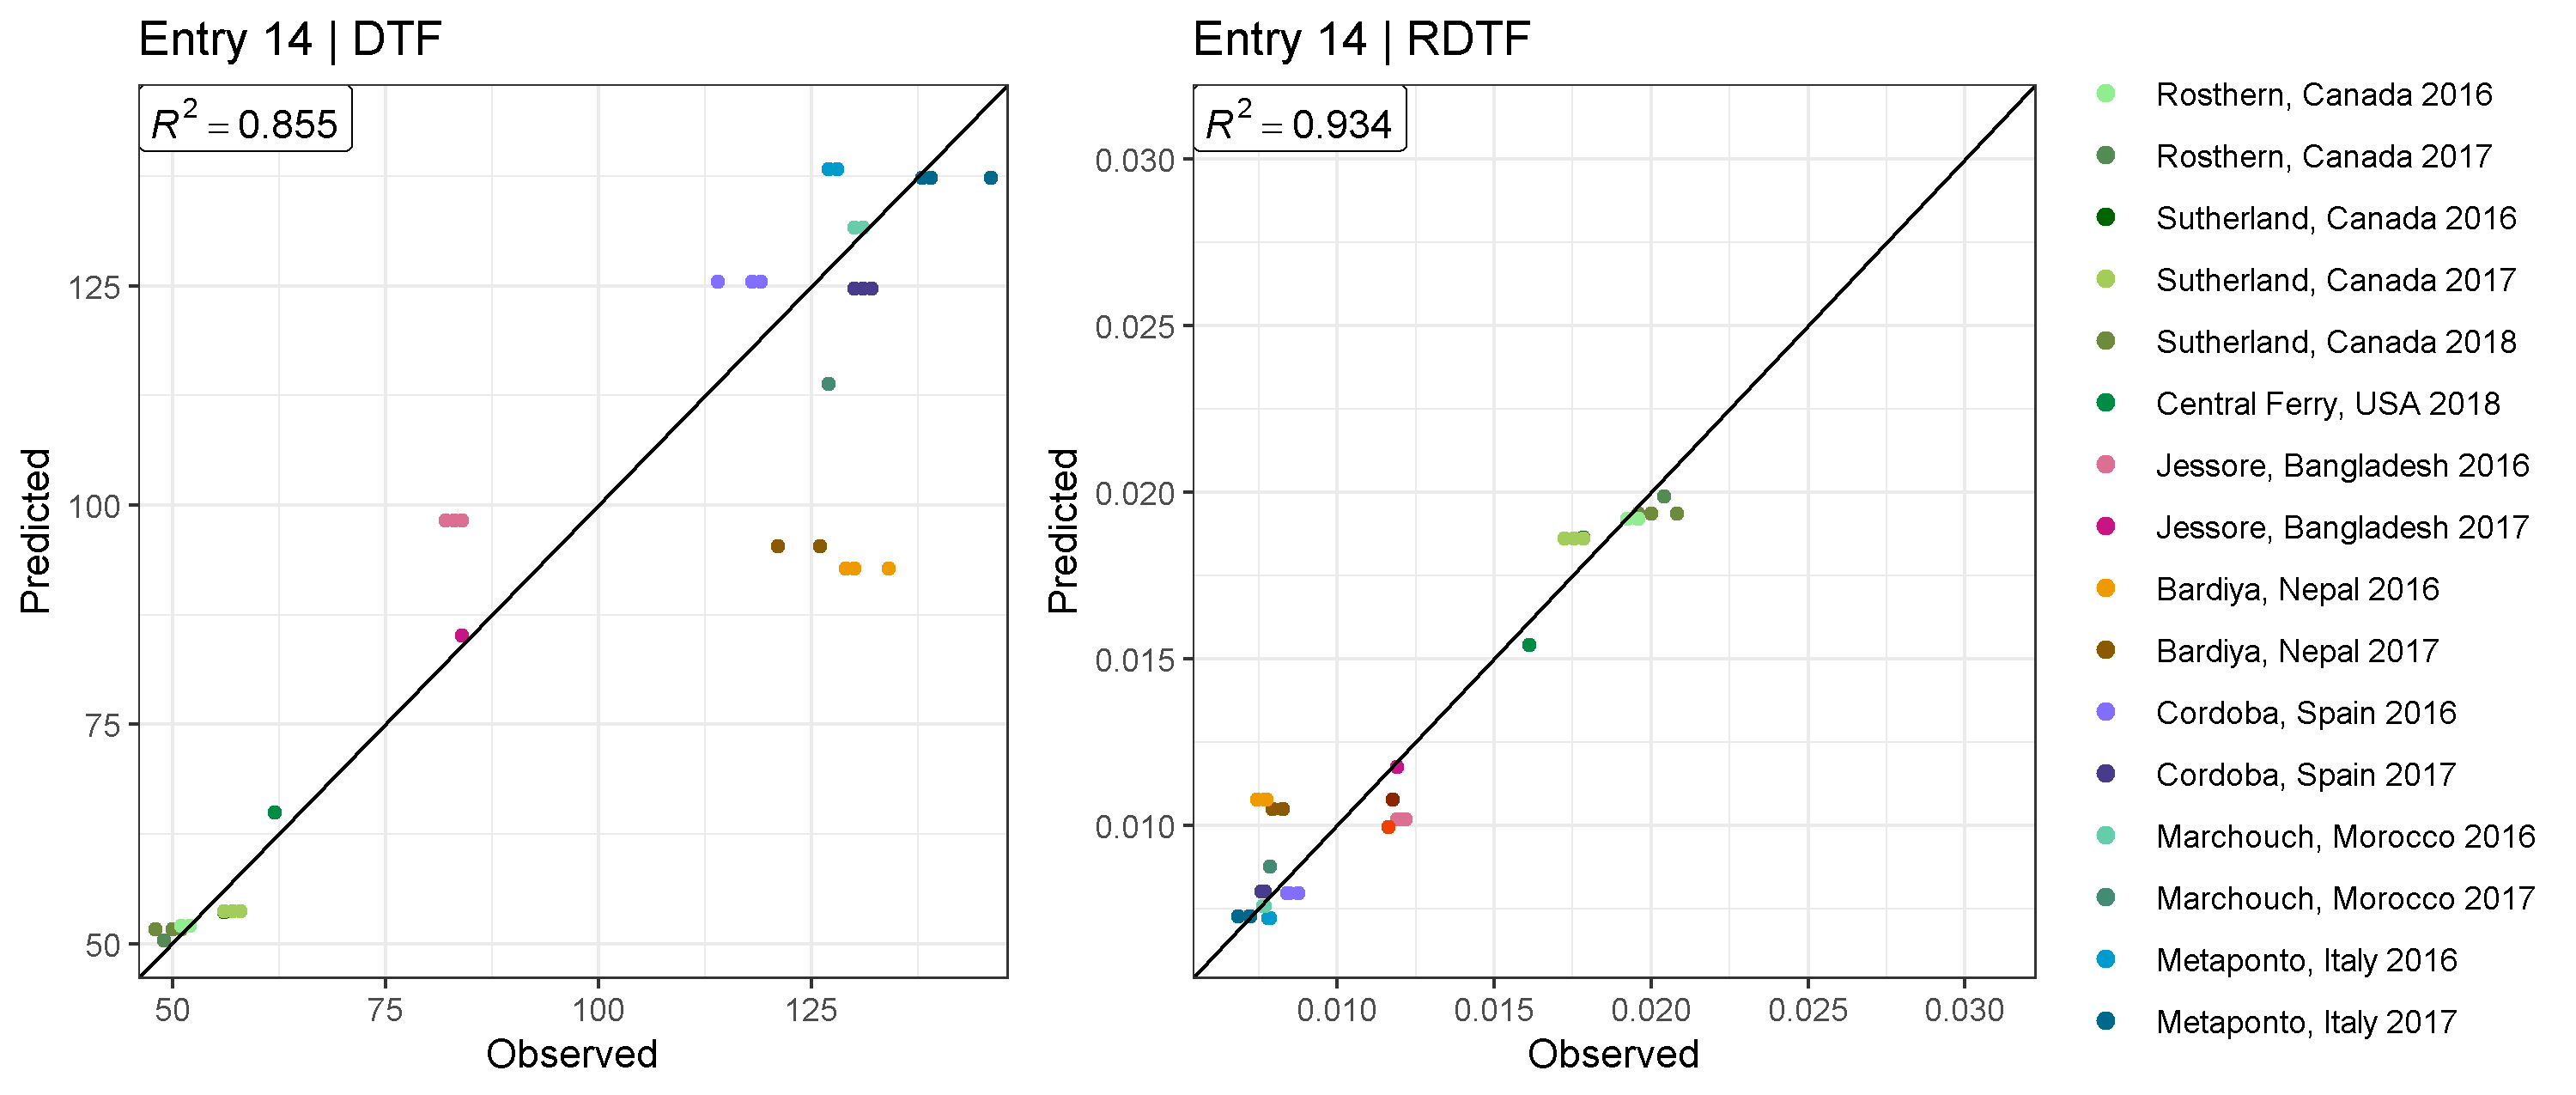 Entry 14 | DTF
R² = 0.855
Predicted
125
100
75
50
50 75 100 125
Observed
Entry 14 | RDTF
R² = 0.934
Predicted
0.030
0.025
0.020
0.015
0.010
0.010 0.015 0.020 0.025 0.030
Observed
Rosthern, Canada 2016
Rosthern, Canada 2017
Sutherland, Canada 2016
Sutherland, Canada 2017
Sutherland, Canada 2018
Central Ferry, USA 2018
Jessore, Bangladesh 2016
Jessore, Bangladesh 2017
Bardiya, Nepal 2016
Bardiya, Nepal 2017
Cordoba, Spain 2016
Cordoba, Spain 2017
Marchouch, Morocco 2016
Marchouch, Morocco 2017
Metaponto, Italy 2016
Metaponto, Italy 2017